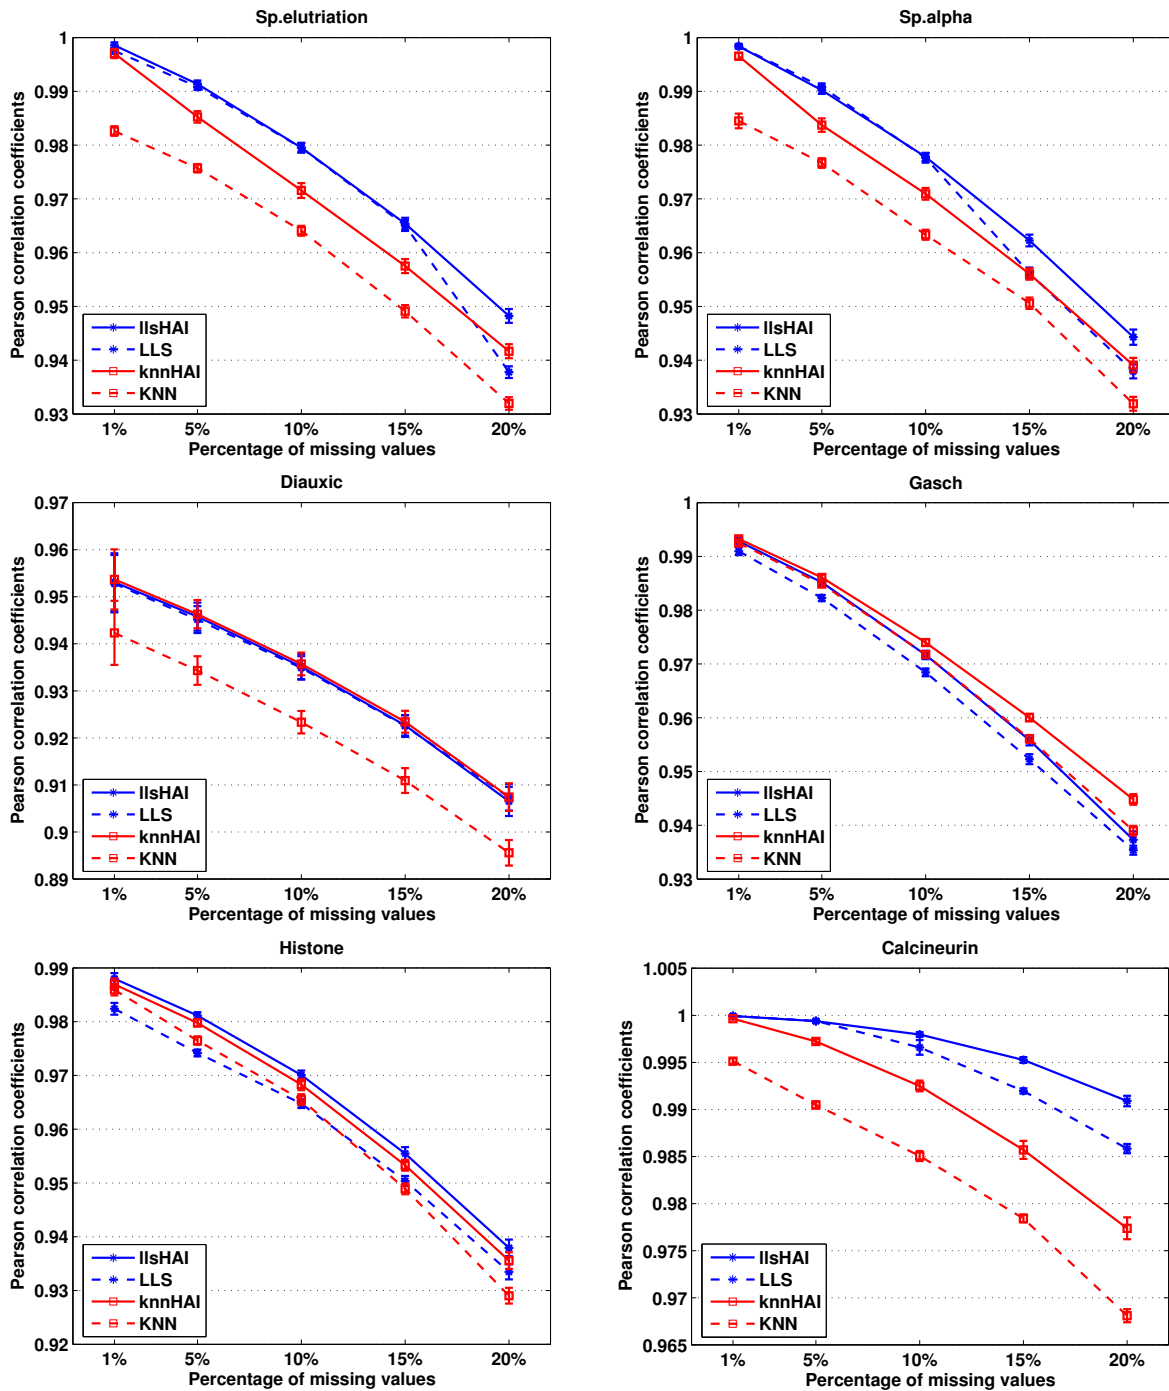 Sp.elutriation
1
0.99
0.98
0.97
0.96
0.95
0.94
0.93
Pearson correlation coefficients
llsHAI
LLS
knnHAI
KNN
1% 5% 10% 15% 20%
Percentage of missing values
Sp.alpha
1
0.99
0.98
0.97
0.96
0.95
0.94
0.93
Pearson correlation coefficients
llsHAI
LLS
knnHAI
KNN
1% 5% 10% 15% 20%
Percentage of missing values
Diauxic
0.97
0.96
0.95
0.94
0.93
0.92
0.91
0.9
0.89
Pearson correlation coefficients
llsHAI
LLS
knnHAI
KNN
1% 5% 10% 15% 20%
Percentage of missing values
Gasch
1
0.99
0.98
0.97
0.96
0.95
0.94
0.93
Pearson correlation coefficients
llsHAI
LLS
knnHAI
KNN
1% 5% 10% 15% 20%
Percentage of missing values
Histone
0.99
0.98
0.97
0.96
0.95
0.94
0.93
0.92
Pearson correlation coefficients
llsHAI
LLS
knnHAI
KNN
1% 5% 10% 15% 20%
Percentage of missing values
Calcineurin
1.005
1
0.995
0.99
0.985
0.98
0.975
0.97
0.965
Pearson correlation coefficients
llsHAI
LLS
knnHAI
KNN
1% 5% 10% 15% 20%
Percentage of missing values